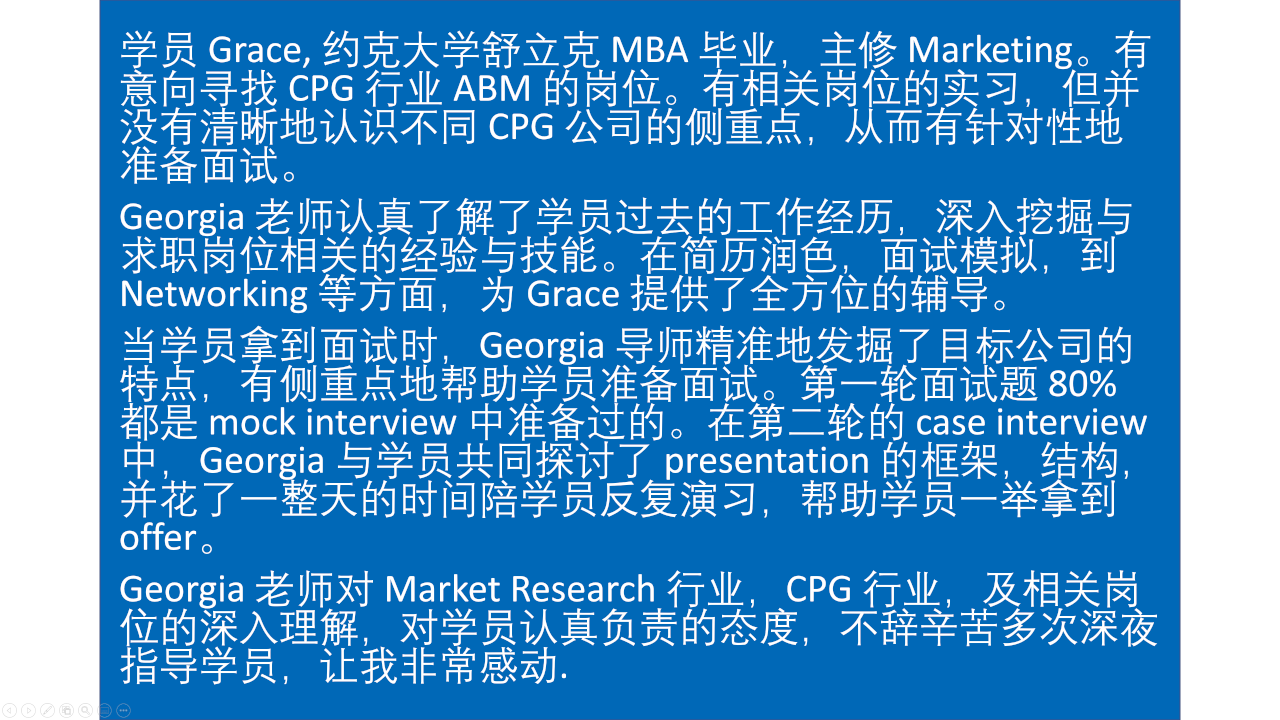 学员 Grace, 约克大学舒立克 MBA 毕业，主修 Marketing。有
意向寻找 CPG 行业 ABM 的岗位。有相关岗位的实习，但并
没有清晰地认识不同 CPG 公司的侧重点，从而有针对性地
准备面试。
Georgia 老师认真了解了学员过去的工作经历，深入挖掘与
求职岗位相关的经验与技能。在简历润色，面试模拟，到
Networking 等方面，为 Grace 提供了全方位的辅导。
当学员拿到面试时，Georgia 导师精准地发掘了目标公司的
特点，有侧重点地帮助学员准备面试。第一轮面试题 80%
都是 mock interview 中准备过的。在第二轮的 case interview
中，Georgia 与学员共同探讨了 presentation 的框架，结构，
并花了一整天的时间陪学员反复演习，帮助学员一举拿到
offer。
Georgia 老师对 Market Research 行业，CPG 行业，及相关岗
位的深入理解，对学员认真负责的态度，不辞辛苦多次深夜
指导学员，让我非常感动.